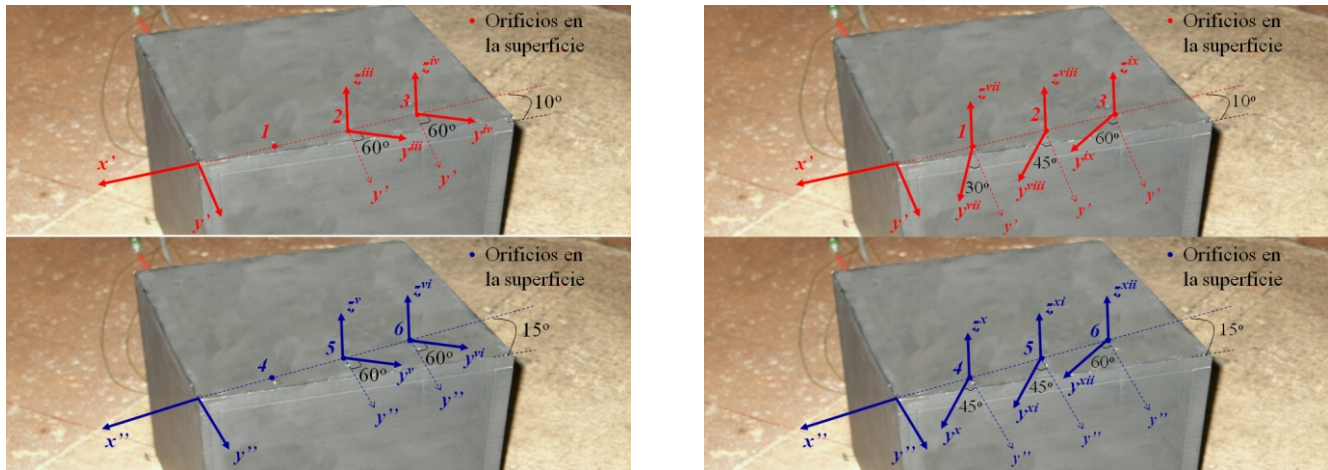 Orificios en
la superficie
z^iii
z^iv
10º
1
2
3
60º
60º
y^iii
y^iv
x'
y'
y'
y'
Orificios en
la superficie
z^vii
z^viii
z^ix
10º
1
2
3
60º
45º
30º
y^ix
y^viii
y^vii
x'
y'
y'
y'
y'
Orificios en
la superficie
z^v
z^vi
15º
4
5
6
60º
60º
y^v
y^vi
x''
y''
y''
y''
Orificios en
la superficie
z^x
z^xi
z^xii
15º
4
5
6
60º
45º
45º
y^xii
y^xi
y^x
x''
y''
y''
y''
y''